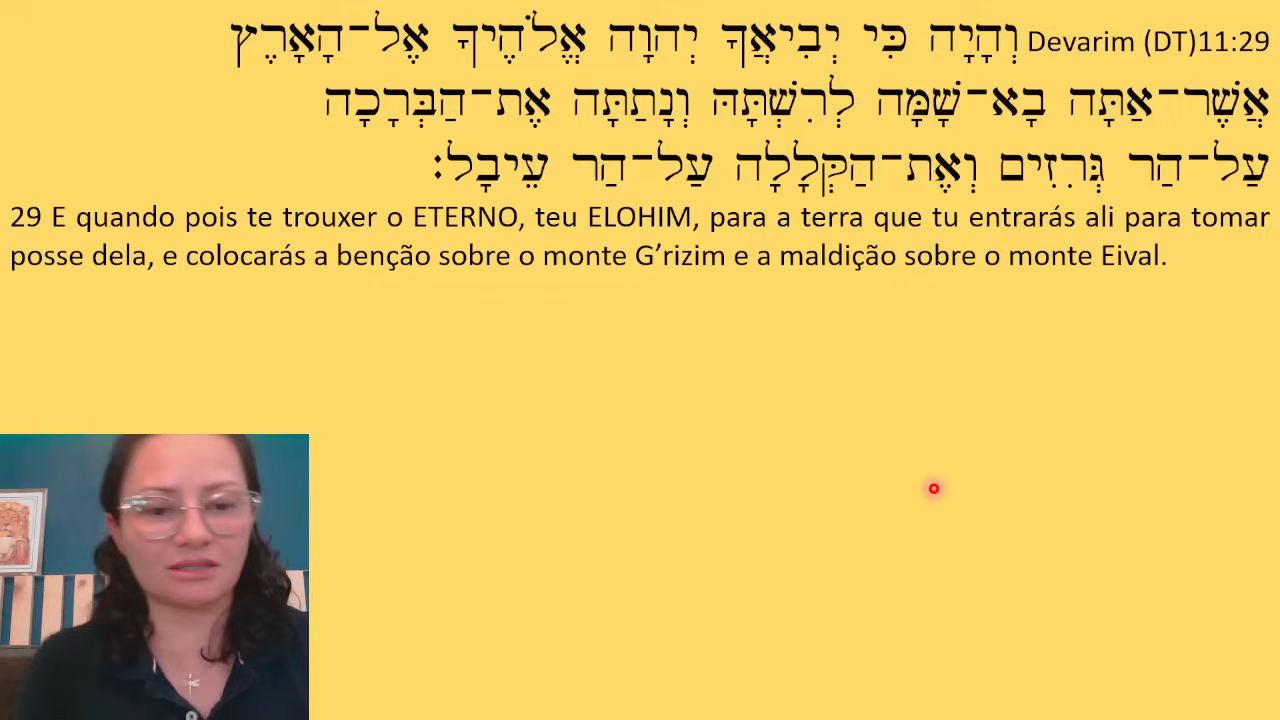 Devarim (DT)11:29 וְהָיָה כִּי יְבִיאֲךָ יְהוָה אֱלֹהֶיךָ אֶל־הָאָרֶץ
אֲשֶׁר־אַתָּה בָא־שָׁמָּה לְרִשְׁתָּהּ וְנָתַתָּה אֶת־הַבְּרָכָה
עַל־הַר גְּרִזִים וְאֶת־הַקְּלָלָה עַל־הַר עֵיבָל׃
29 E quando pois te trouxer o ETERNO, teu ELOHIM, para a terra que tu entrarás ali para tomar
posse dela, e colocarás a benção sobre o monte G’rizim e a maldição sobre o monte Eival.